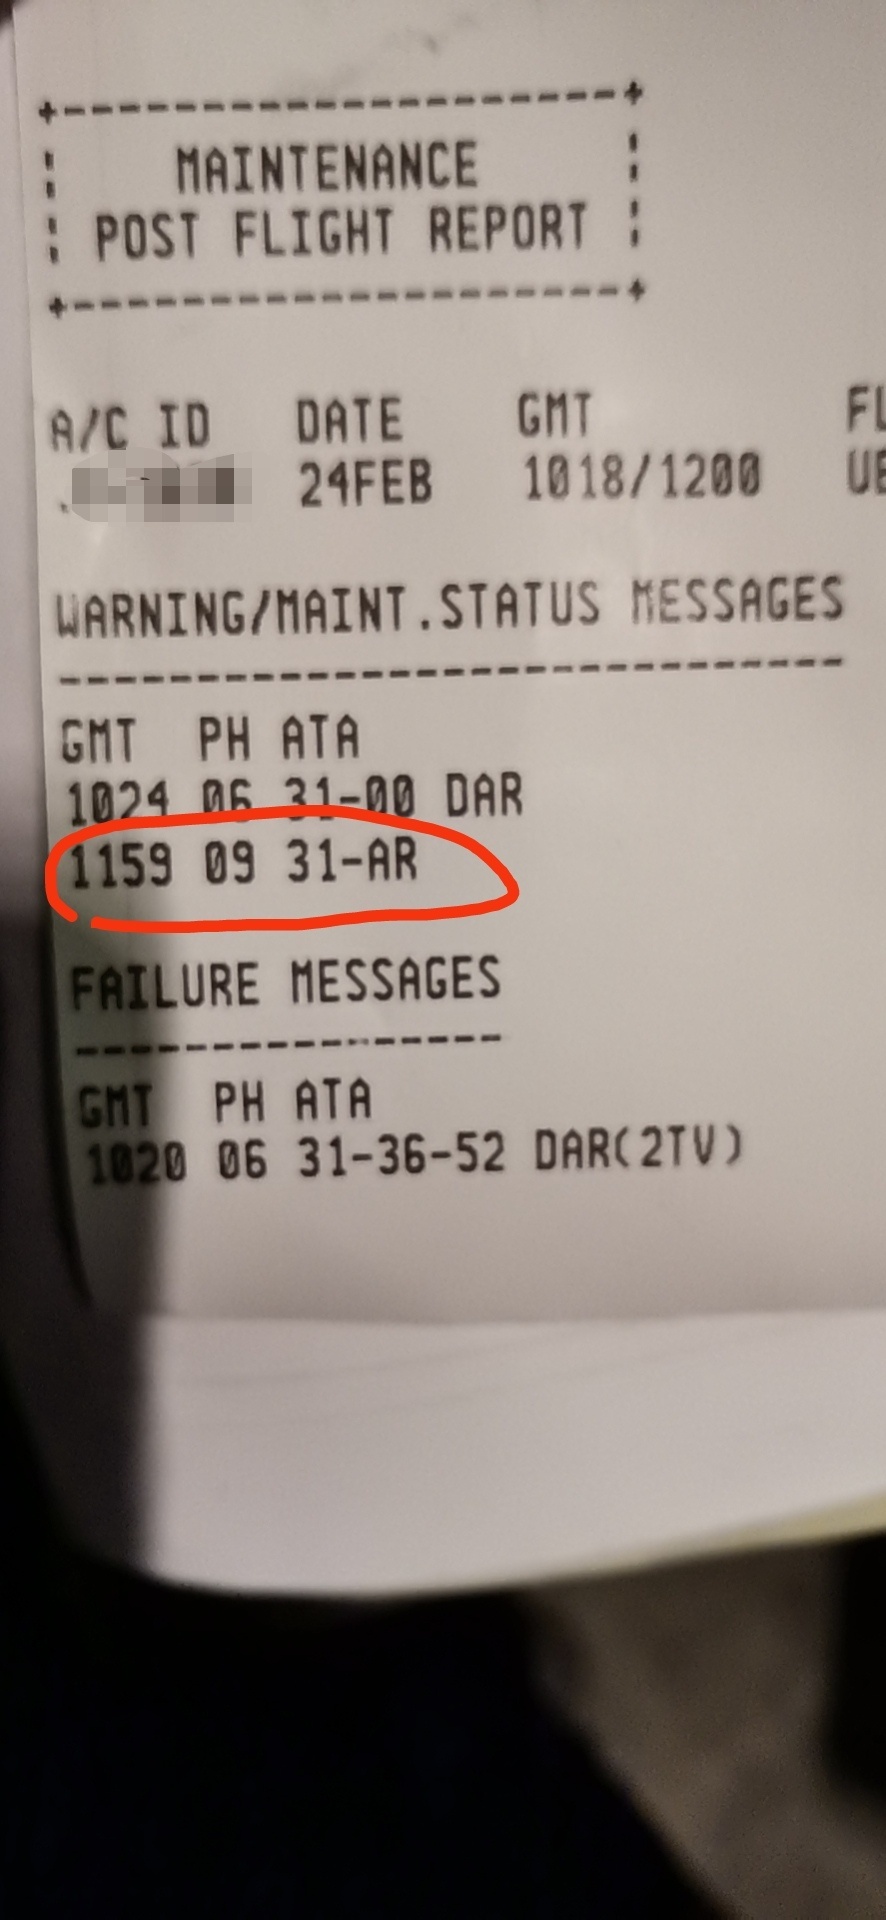 +----------------------+
¦ MAINTENANCE ¦
¦ POST FLIGHT REPORT ¦
+----------------------+
A/C ID DATE GMT FL
24FEB 1018/1200 UE
WARNING/MAINT.STATUS MESSAGES
-----------------------------
GMT PH ATA
1024 06 31-00 DAR
1159 09 31-AR
FAILURE MESSAGES
----------------
GMT PH ATA
1020 06 31-36-52 DAR(2TV)